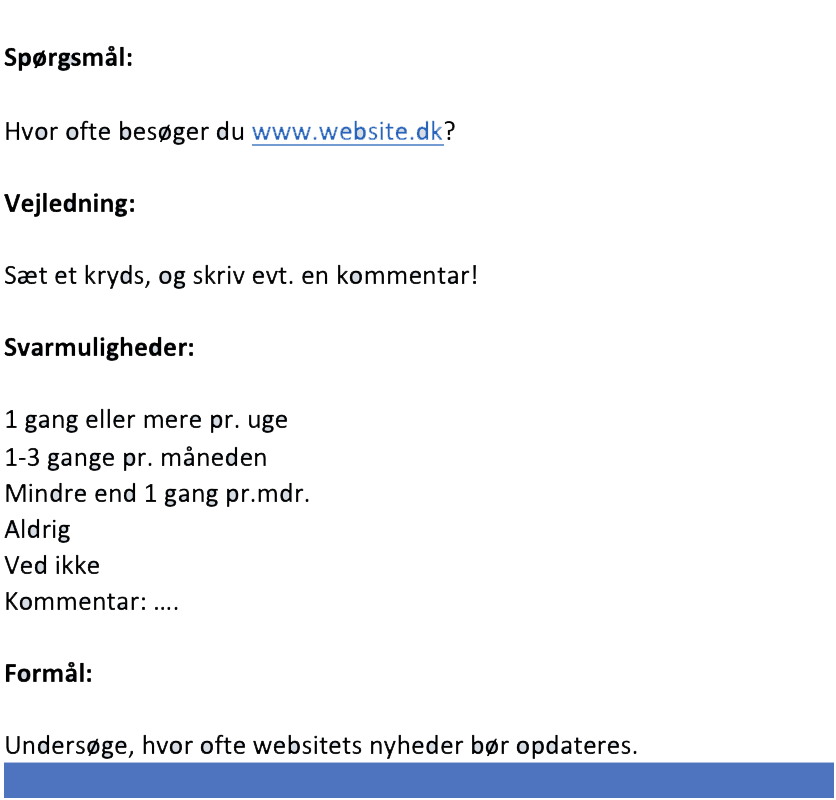 Spørgsmål:
Hvor ofte besøger du www.website.dk?
Vejledning:
Sæt et kryds, og skriv evt. en kommentar!
Svarmuligheder:
1 gang eller mere pr. uge
1-3 gange pr. måneden
Mindre end 1 gang pr.mdr.
Aldrig
Ved ikke
Kommentar: ….
Formål:
Undersøge, hvor ofte websitets nyheder bør opdateres.